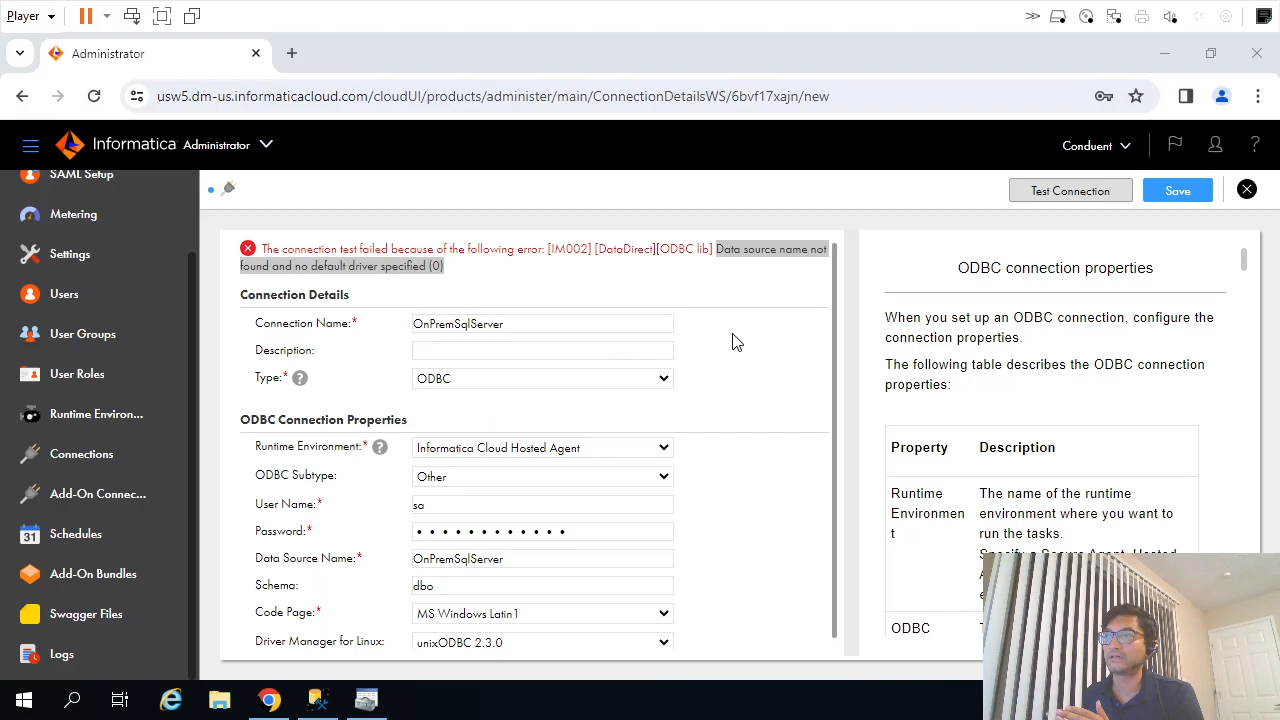 Player
Administrator
usw5.dm-us.informaticacloud.com/cloudUI/products/administer/main/ConnectionDetailsWS/6bvf17xajn/new
Informatica Administrator
Conduent
?
SAML Setup
Metering
Settings
Users
User Groups
User Roles
Runtime Environ...
Connections
Add-On Connec...
31 Schedules
Add-On Bundles
Swagger Files
Logs
Test Connection
Save
The connection test failed because of the following error: [IM002] [DataDirect][ODBC lib] Data source name not
found and no default driver specified (0)
Connection Details
Connection Name:* OnPremSqlServer
Description:
Type:* ? ODBC
ODBC Connection Properties
Runtime Environment:* ? Informatica Cloud Hosted Agent
ODBC Subtype: Other
User Name:* sa
Password:* • • • • • • • • • • • •
Data Source Name:* OnPremSqlServer
Schema: dbo
Code Page:* MS Windows Latin1
Driver Manager for Linux: unixODBC 2.3.0
ODBC connection properties
When you set up an ODBC connection, configure the
connection properties.
The following table describes the ODBC connection
properties:
Property Description
Runtime
Environmen
t
The name of the runtime
environment where you want to
run the tasks.
ODBC